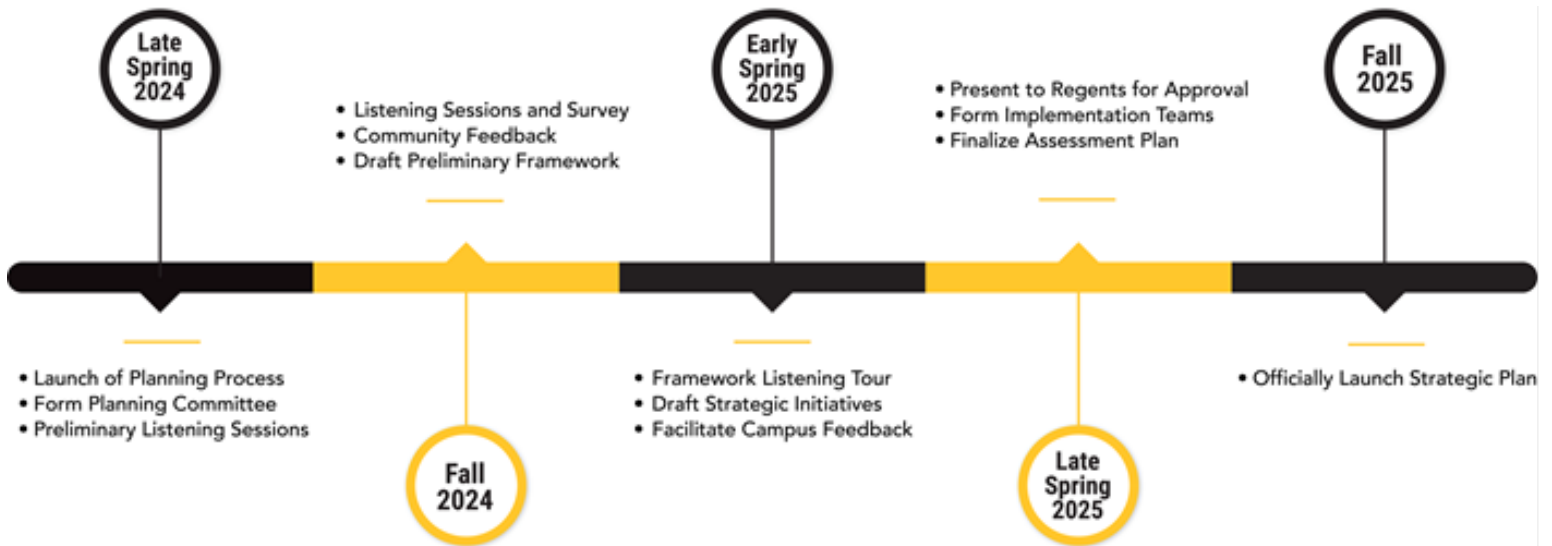 Late
Spring
2024
• Launch of Planning Process
• Form Planning Committee
• Preliminary Listening Sessions
• Listening Sessions and Survey
• Community Feedback
• Draft Preliminary Framework
Fall
2024
Early
Spring
2025
• Framework Listening Tour
• Draft Strategic Initiatives
• Facilitate Campus Feedback
• Present to Regents for Approval
• Form Implementation Teams
• Finalize Assessment Plan
Late
Spring
2025
Fall
2025
• Officially Launch Strategic Plan